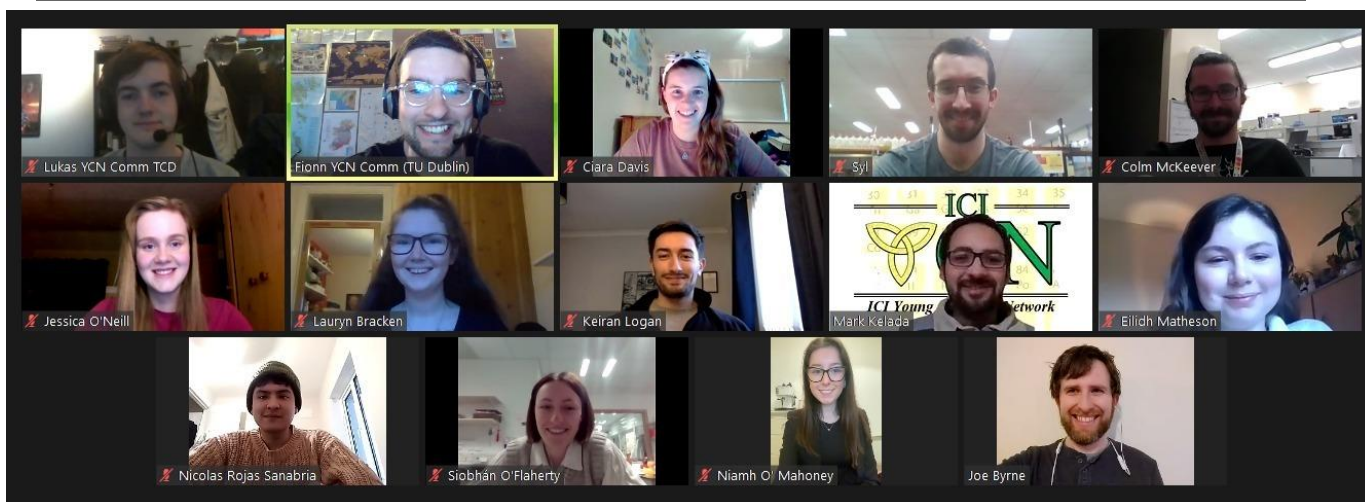 Lukas YCN Comm TCD
Fionn YCN Comm (TU Dublin)
Ciara Davis
Syl
Colm McKeever
Jessica O'Neill
Lauryn Bracken
Keiran Logan
ICI
N
ICI Young
etwork
Mark Kelada
Eilidh Matheson
Nicolas Rojas Sanabria
Siobhán O'Flaherty
Niamh O' Mahoney
Joe Byrne